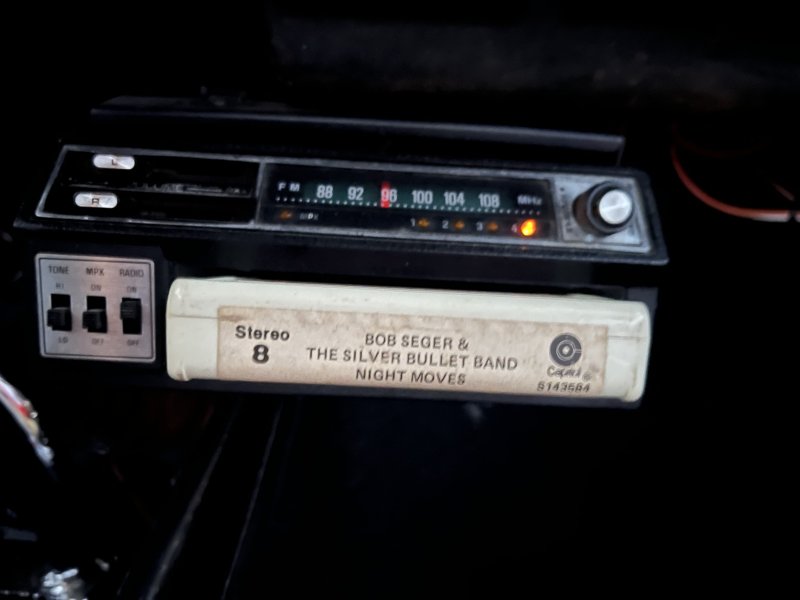 L
R
FM 88 92 96 100 104 108 MHz
1 2 3 4
TONE MPX RADIO
HI ON ON
LO OFF OFF
Stereo
8
BOB SEGER &
THE SILVER BULLET BAND
NIGHT MOVES
Capitol ®